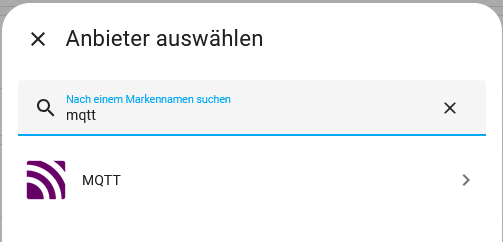 Anbieter auswählen
Nach einem Markennamen suchen
mqtt
MQTT